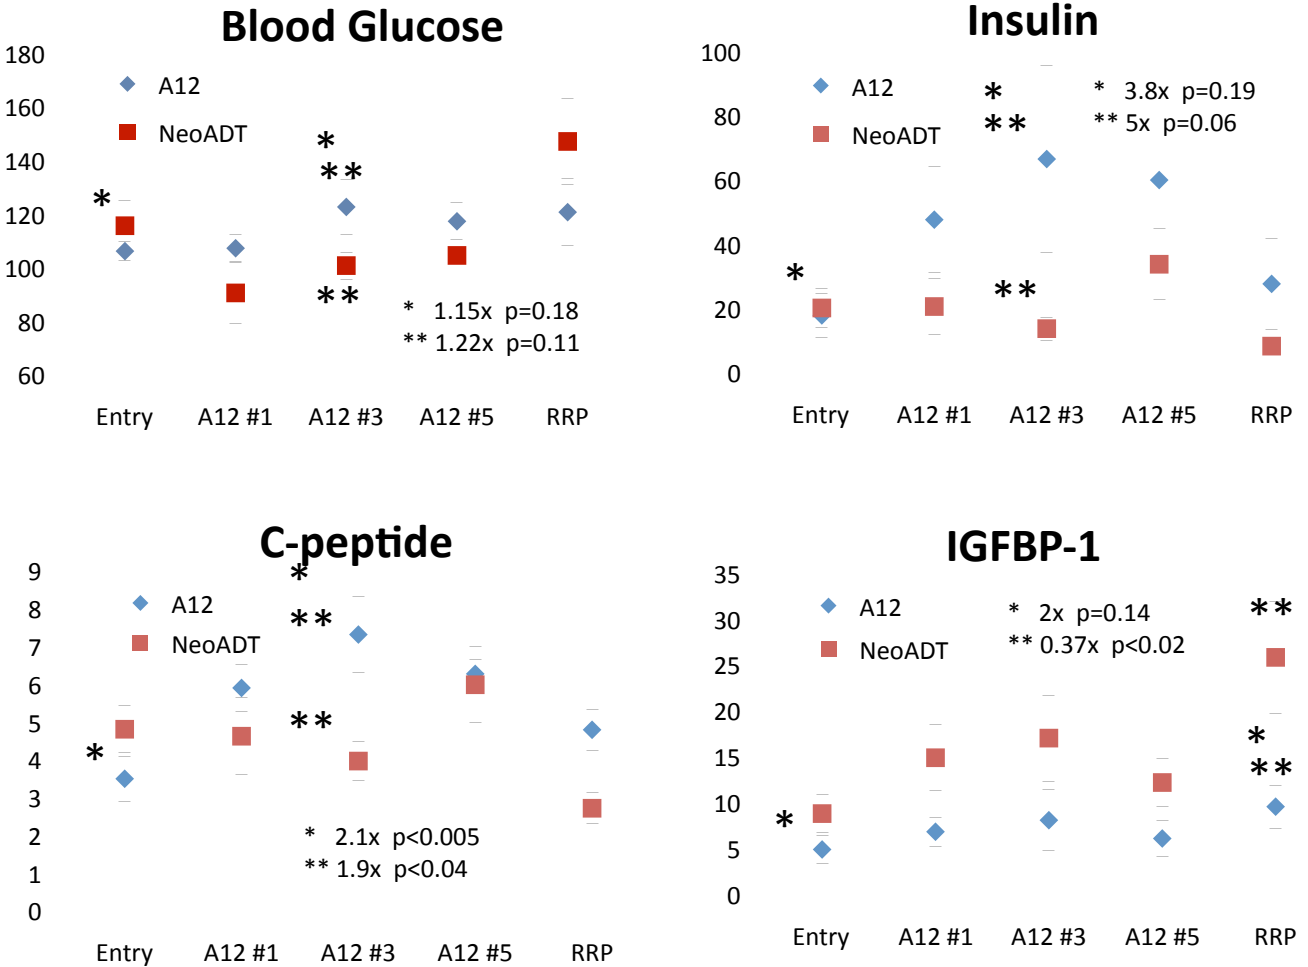 Blood Glucose
180
160
140
120
100
80
60
A12
NeoADT
*
*
**
**
* 1.15x p=0.18
** 1.22x p=0.11
Entry A12 #1 A12 #3 A12 #5 RRP
Insulin
100
80
60
40
20
0
A12
NeoADT
*
**
* 3.8x p=0.19
** 5x p=0.06
*
**
Entry A12 #1 A12 #3 A12 #5 RRP
C-peptide
9
8
7
6
5
4
3
2
1
0
A12
NeoADT
*
**
**
*
* 2.1x p<0.005
** 1.9x p<0.04
Entry A12 #1 A12 #3 A12 #5 RRP
IGFBP-1
35
30
25
20
15
10
5
0
A12
NeoADT
* 2x p=0.14
** 0.37x p<0.02
**
*
**
*
Entry A12 #1 A12 #3 A12 #5 RRP